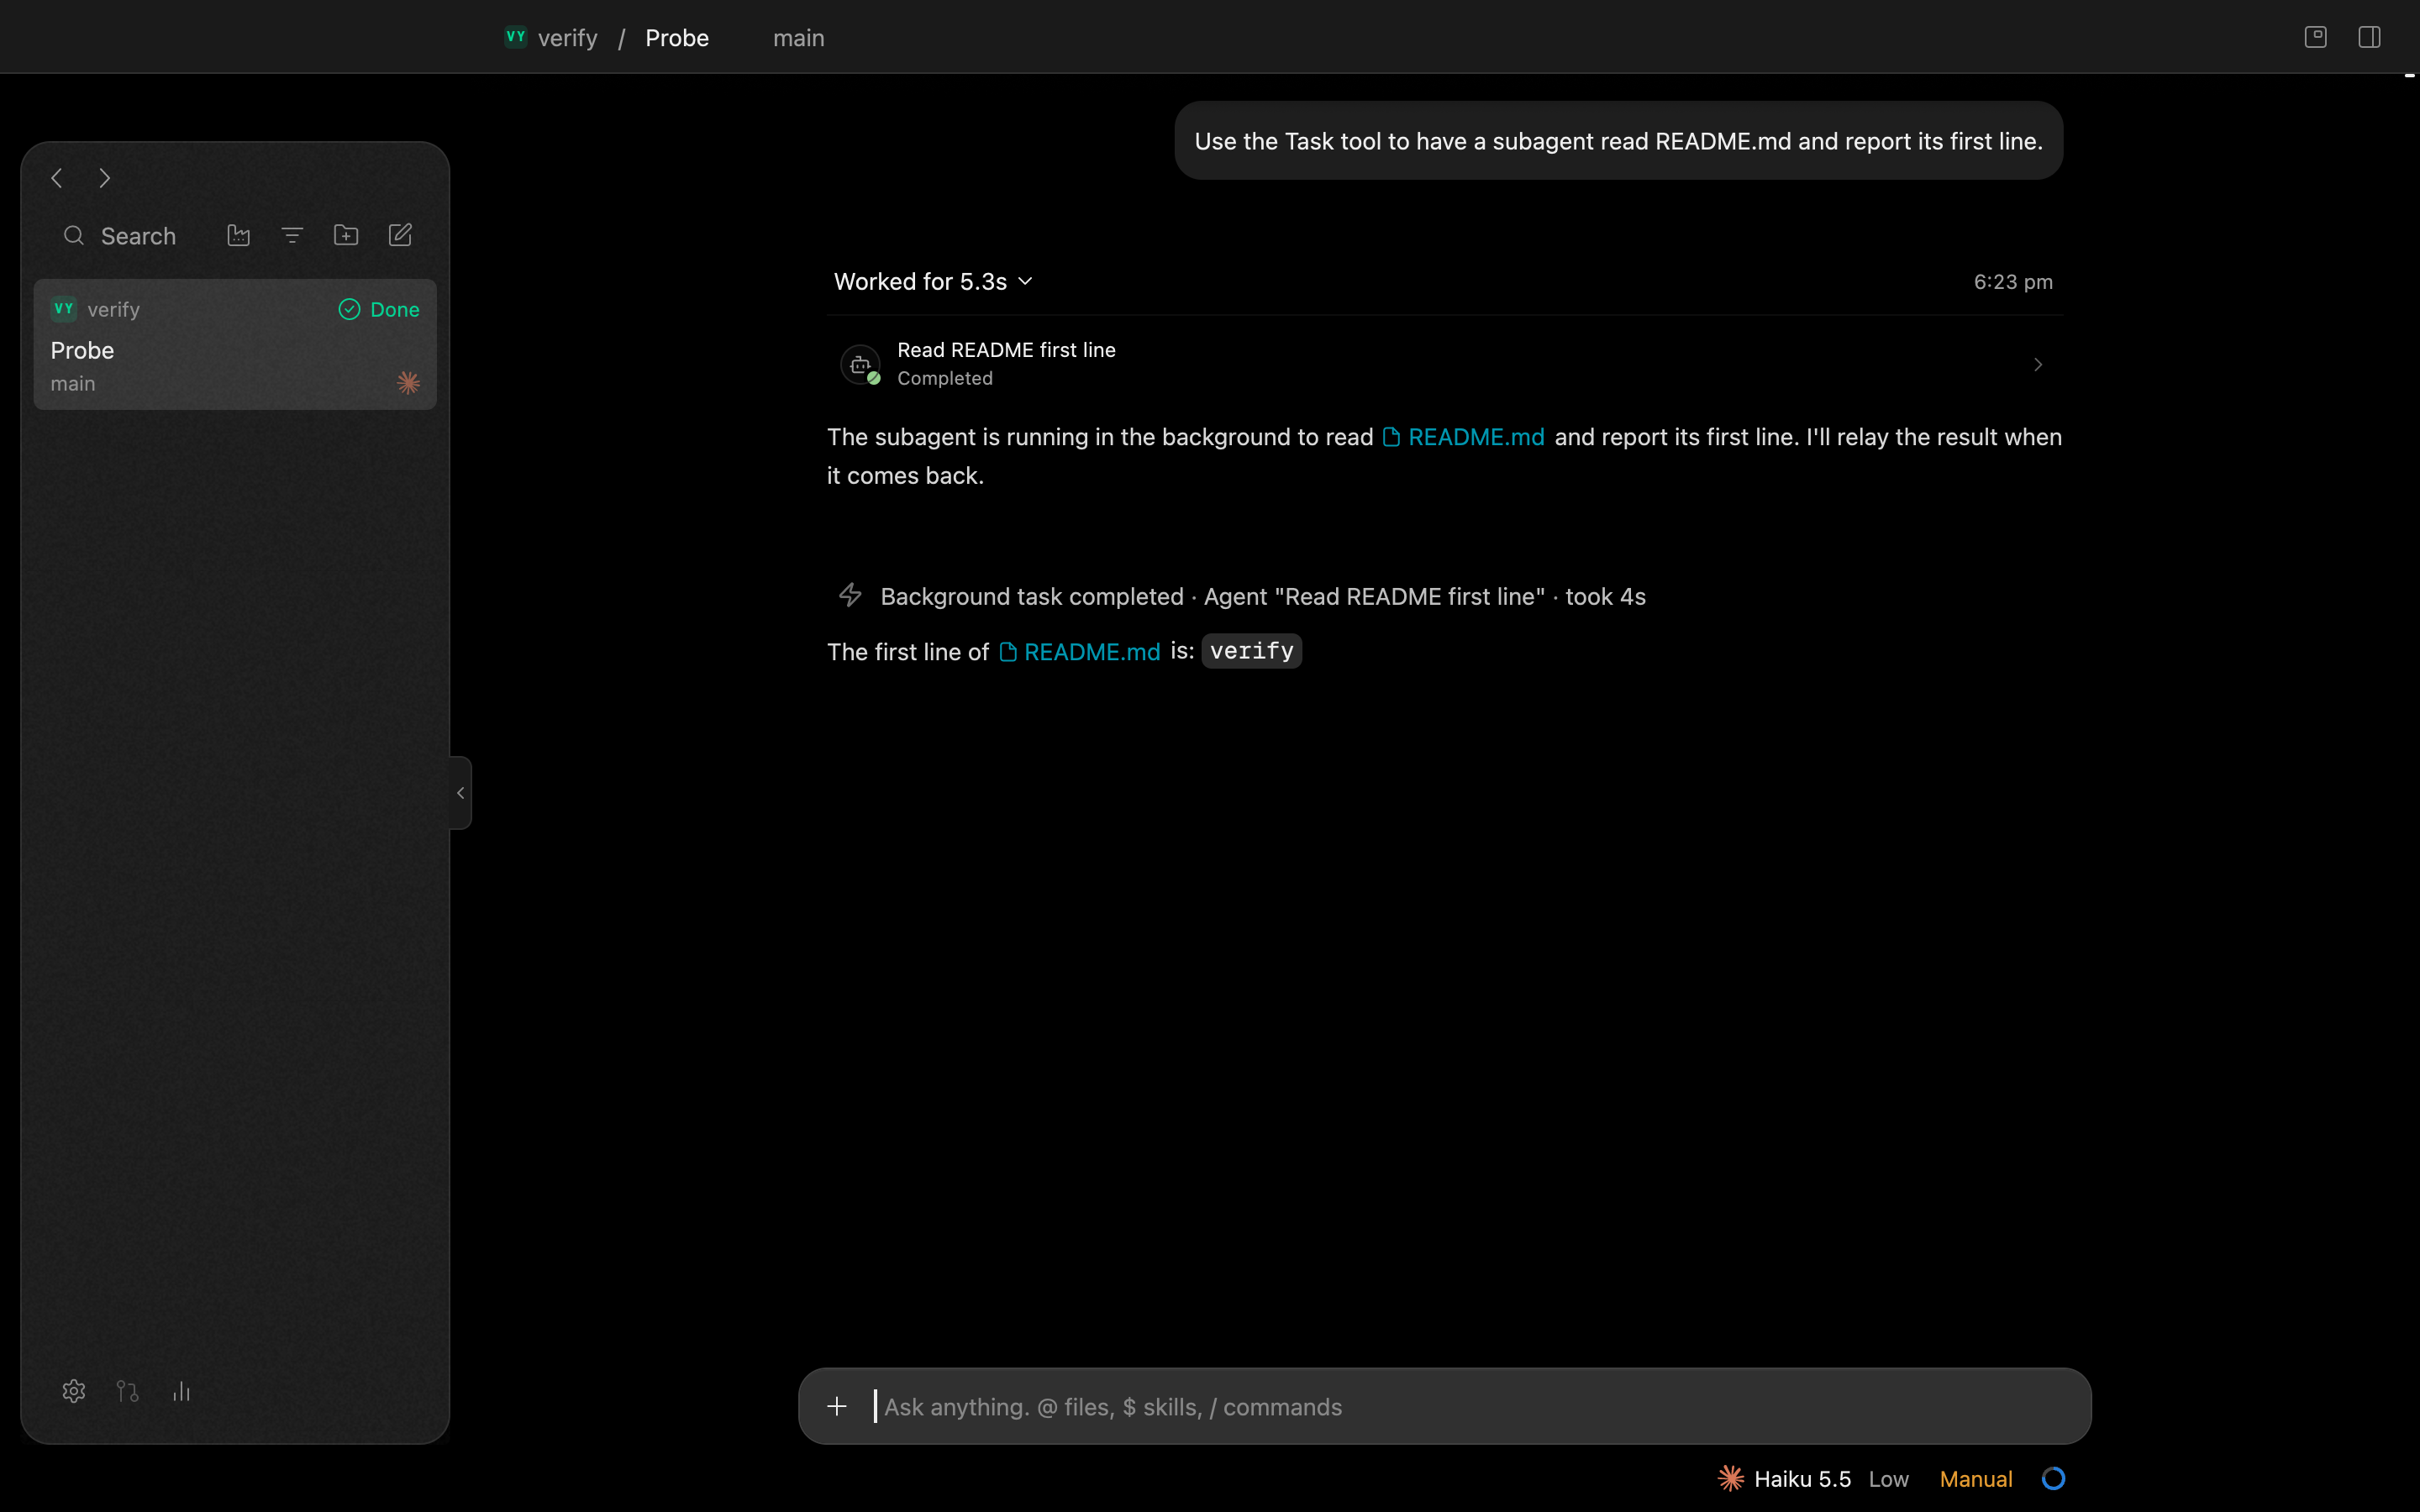 VY verify / Probe main
Use the Task tool to have a subagent read README.md and report its first line.
Search
VY verify Done
Probe
main
Worked for 5.3s 6:23 pm
Read README first line
Completed
The subagent is running in the background to read README.md and report its first line. I'll relay the result when
it comes back.
Background task completed · Agent "Read README first line" · took 4s
The first line of README.md is: verify
Ask anything. @ files, $ skills, / commands
Haiku 5.5 Low Manual